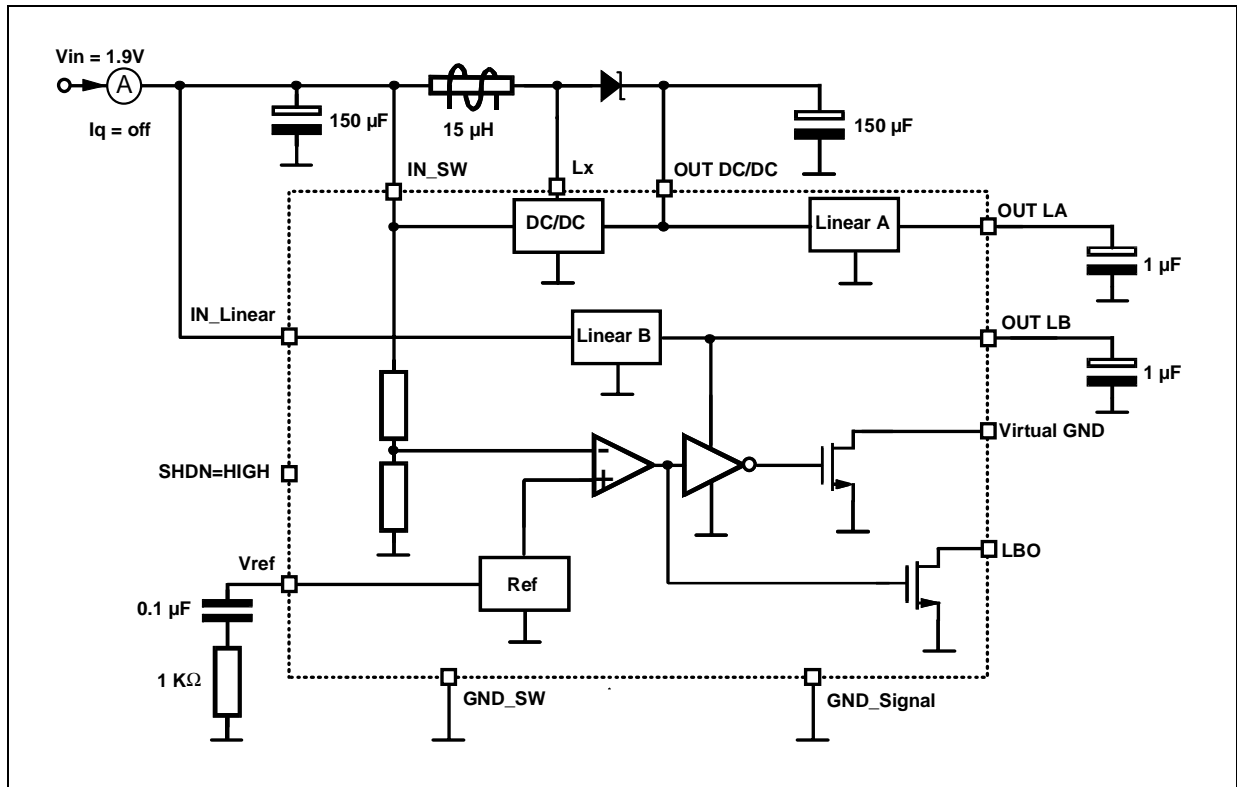 Vin = 1.9V
A
Iq = off
150 µF
15 µH
150 µF
IN_SW
Lx
OUT DC/DC
DC/DC
Linear A
OUT LA
1 µF
IN_Linear
Linear B
OUT LB
1 µF
-
+
Virtual GND
SHDN=HIGH
LBO
Vref
Ref
0.1 µF
1 KΩ
GND_SW
GND_Signal